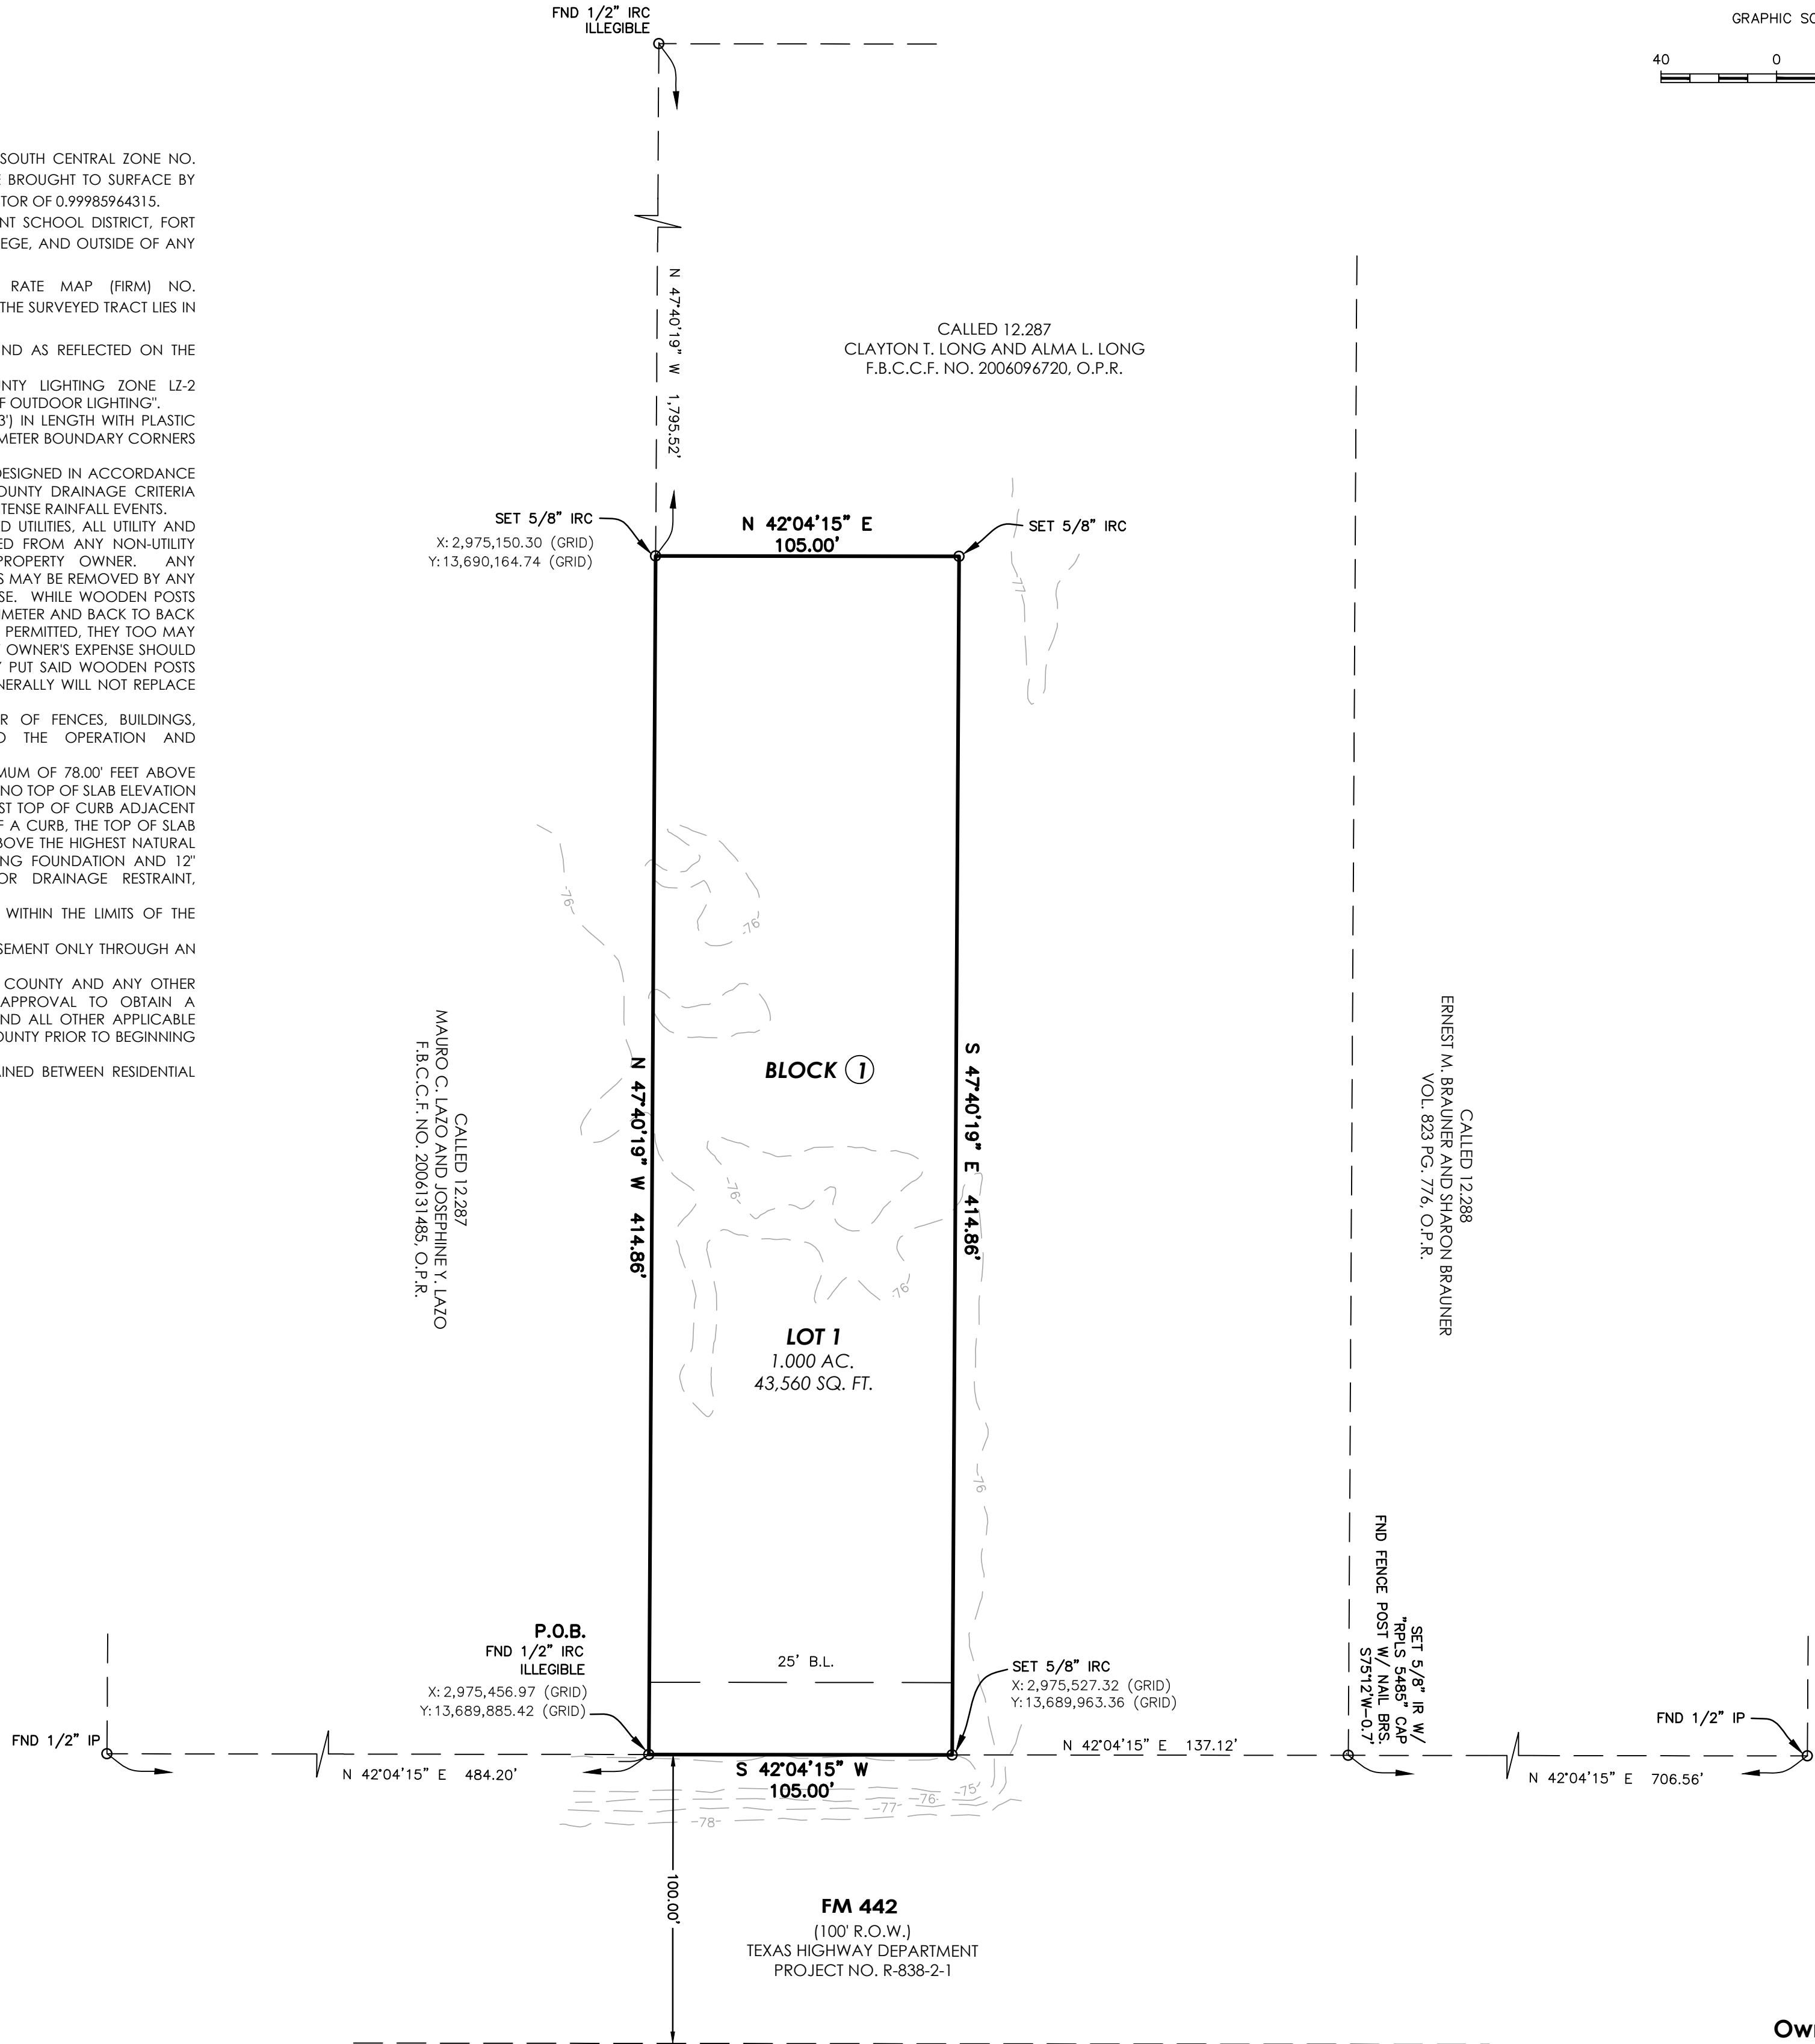 FND 1/2" IRC
ILLEGIBLE
GRAPHIC SC
40 0
SOUTH CENTRAL ZONE NO.
BROUGHT TO SURFACE BY
TOR OF 0.99985964315.
NT SCHOOL DISTRICT, FORT
EGE, AND OUTSIDE OF ANY
RATE MAP (FIRM) NO.
THE SURVEYED TRACT LIES IN
ND AS REFLECTED ON THE
NTY LIGHTING ZONE LZ-2
F OUTDOOR LIGHTING".
3') IN LENGTH WITH PLASTIC
METER BOUNDARY CORNERS
DESIGNED IN ACCORDANCE
OUNTY DRAINAGE CRITERIA
TENSE RAINFALL EVENTS.
D UTILITIES, ALL UTILITY AND
ED FROM ANY NON-UTILITY
PROPERTY OWNER. ANY
S MAY BE REMOVED BY ANY
SE. WHILE WOODEN POSTS
IMETER AND BACK TO BACK
PERMITTED, THEY TOO MAY
OWNER'S EXPENSE SHOULD
Y PUT SAID WOODEN POSTS
NERALLY WILL NOT REPLACE
R OF FENCES, BUILDINGS,
O THE OPERATION AND
MUM OF 78.00' FEET ABOVE
NO TOP OF SLAB ELEVATION
ST TOP OF CURB ADJACENT
F A CURB, THE TOP OF SLAB
BOVE THE HIGHEST NATURAL
NG FOUNDATION AND 12"
OR DRAINAGE RESTRAINT,
WITHIN THE LIMITS OF THE
SEMENT ONLY THROUGH AN
COUNTY AND ANY OTHER
APPROVAL TO OBTAIN A
ND ALL OTHER APPLICABLE
OUNTY PRIOR TO BEGINNING
INED BETWEEN RESIDENTIAL
N 47°40'19" W 1,795.52'
CALLED 12.287
CLAYTON T. LONG AND ALMA L. LONG
F.B.C.C.F. NO. 2006096720, O.P.R.
SET 5/8" IRC
X: 2,975,150.30 (GRID)
Y: 13,690,164.74 (GRID)
N 42°04'15" E
105.00'
SET 5/8" IRC
-77
-76-
-76-
BLOCK 1
N 47°40'19" W 414.86'
S 47°40'19" E 414.86'
CALLED 12.287
MAURO C. LAZO AND JOSEPHINE Y. LAZO
F.B.C.C.F. NO. 2006131485, O.P.R.
CALLED 12.288
ERNEST M. BRAUNER AND SHARON BRAUNER
VOL. 823 PG. 776, O.P.R.
-76-
-76-
LOT 1
1.000 AC.
43,560 SQ. FT.
-76-
P.O.B.
FND 1/2" IRC
ILLEGIBLE
X: 2,975,456.97 (GRID)
Y: 13,689,885.42 (GRID)
25' B.L.
SET 5/8" IRC
X: 2,975,527.32 (GRID)
Y: 13,689,963.36 (GRID)
SET 5/8" IR W/
"RPLS 5485" CAP
FND FENCE POST W/ NAIL BRS.
S75°12'W-0.7'
FND 1/2" IP
FND 1/2" IP
N 42°04'15" E 484.20'
S 42°04'15" W
105.00'
N 42°04'15" E 137.12'
N 42°04'15" E 706.56'
-75-
-76-
-77-
-78-
100.00'
FM 442
(100' R.O.W.)
TEXAS HIGHWAY DEPARTMENT
PROJECT NO. R-838-2-1
Ow